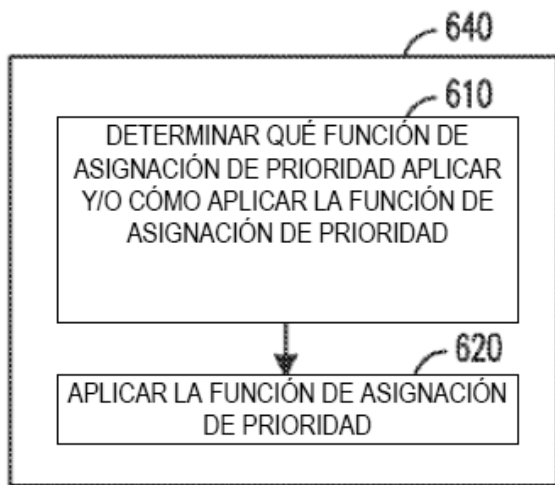 640
610
DETERMINAR QUÉ FUNCIÓN DE
ASIGNACIÓN DE PRIORIDAD APLICAR
Y/O CÓMO APLICAR LA FUNCIÓN DE
ASIGNACIÓN DE PRIORIDAD
620
APLICAR LA FUNCIÓN DE ASIGNACIÓN
DE PRIORIDAD